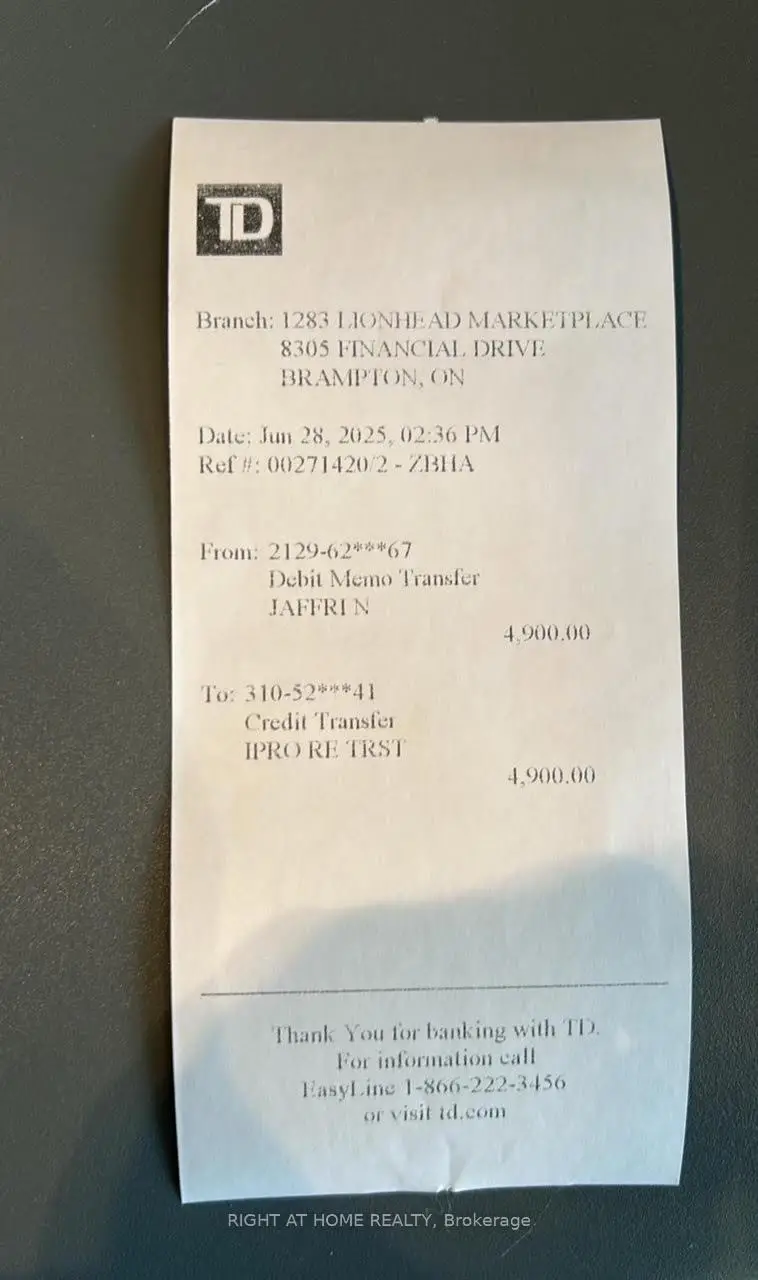 TD
Branch: 1283 LIONHEAD MARKETPLACE
8305 FINANCIAL DRIVE
BRAMPTON, ON
Date: Jun 28, 2025, 02:36 PM
Ref #: 00271420/2 - ZBHA
From: 2129-62***67
Debit Memo Transfer
JAFFRI N
4,900.00
To: 310-52***41
Credit Transfer
IPRO RE TRST
4,900.00
Thank You for banking with TD.
For information call
EasyLine 1-866-222-3456
or visit td.com
RIGHT AT HOME REALTY, Brokerage